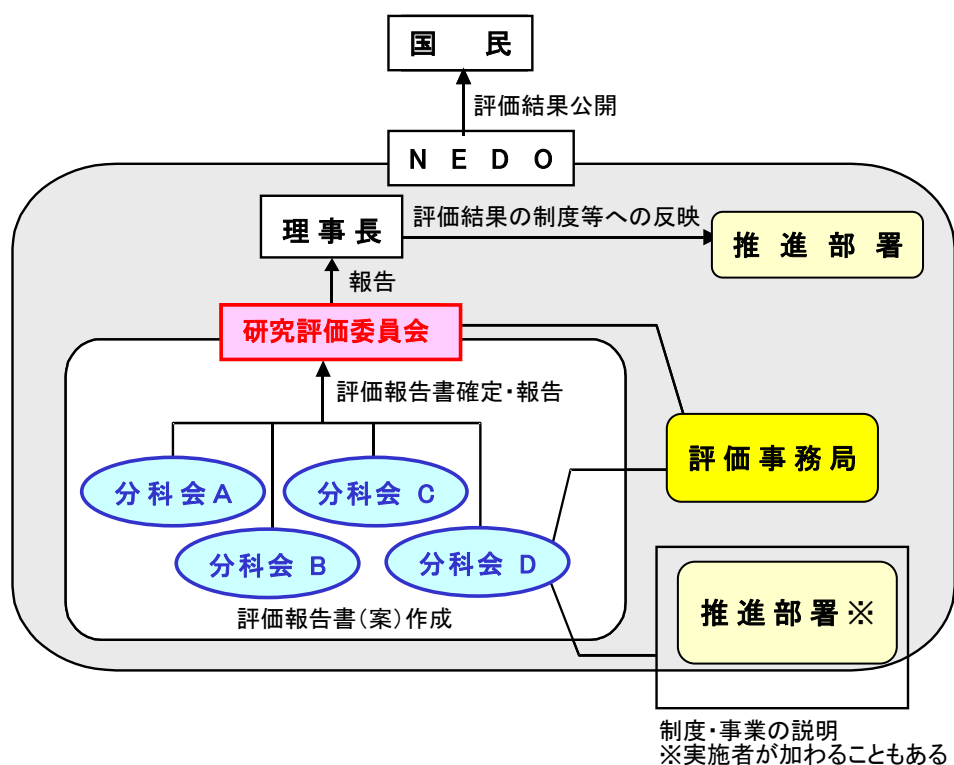 国 民
評価結果公開
N E D O
理事長
評価結果の制度等への反映
推進部署
報告
研究評価委員会
評価報告書確定・報告
評価事務局
分科会A
分科会 C
分科会 B
分科会 D
評価報告書(案)作成
推進部署※
制度・事業の説明
※実施者が加わることもある